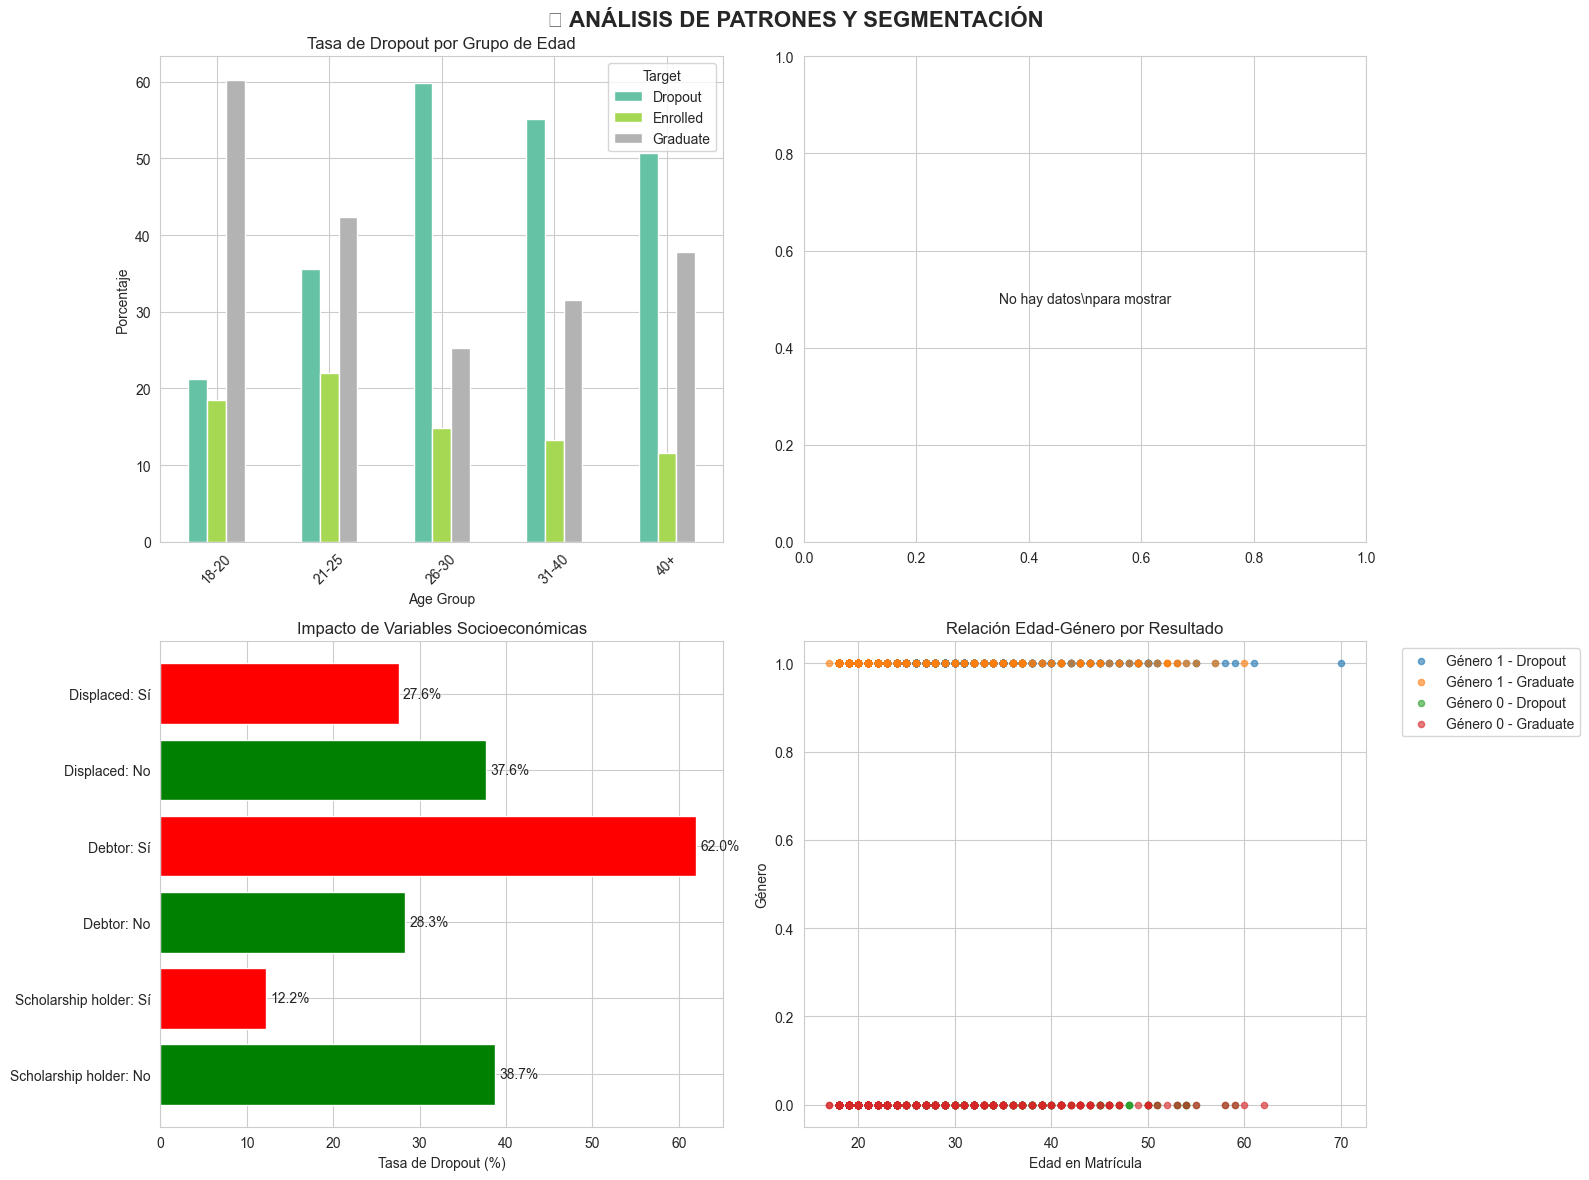 ANÁLISIS DE PATRONES Y SEGMENTACIÓN
Tasa de Dropout por Grupo de Edad
Porcentaje
60
50
40
30
20
10
0
18-20
21-25
26-30
31-40
40+
Age Group
Target
Dropout
Enrolled
Graduate
1.0
0.8
0.6
0.4
0.2
0.0
No hay datos\npara mostrar
0.0
0.2
0.4
0.6
0.8
1.0
Impacto de Variables Socioeconómicas
Displaced: Sí
27.6%
Displaced: No
37.6%
Debtor: Sí
62.0%
Debtor: No
28.3%
Scholarship holder: Sí
12.2%
Scholarship holder: No
38.7%
0
10
20
30
40
50
60
Tasa de Dropout (%)
Relación Edad-Género por Resultado
Género
1.0
0.8
0.6
0.4
0.2
0.0
20
30
40
50
60
70
Edad en Matrícula
Género 1 - Dropout
Género 1 - Graduate
Género 0 - Dropout
Género 0 - Graduate